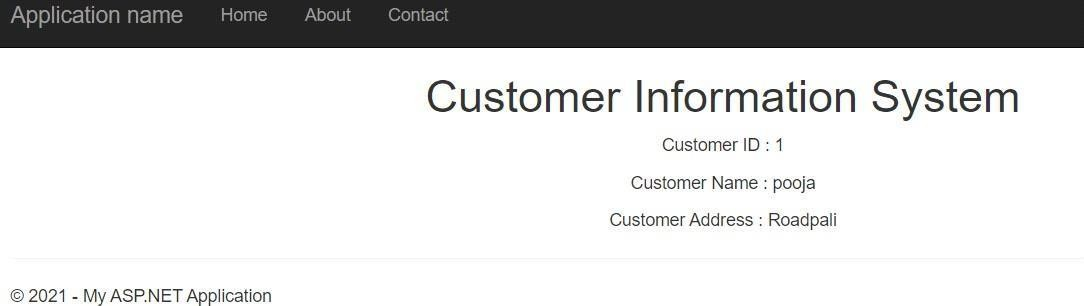 Application name Home About Contact
Customer Information System
Customer ID : 1
Customer Name : pooja
Customer Address : Roadpali
© 2021 - My ASP.NET Application